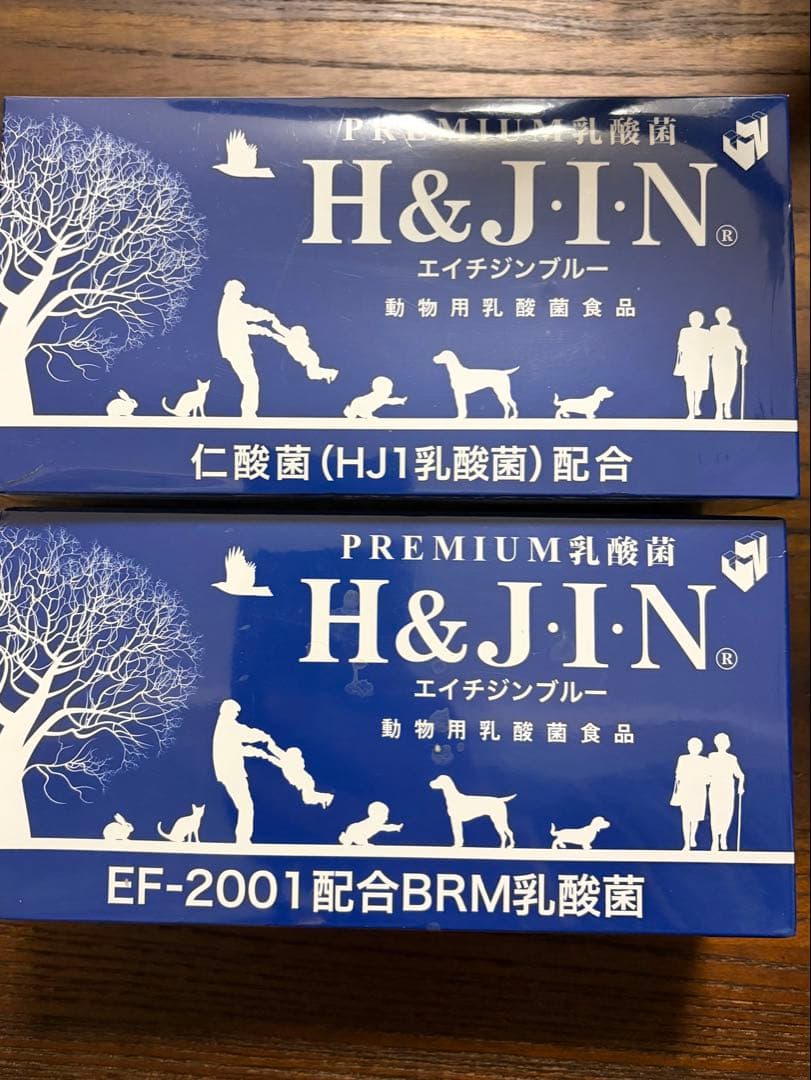 PREMIUM乳酸菌
H&J·I·N®
エイチジンブルー
動物用乳酸菌食品
仁酸菌(HJ1乳酸菌)配合
PREMIUM乳酸菌
H&J·I·N®
エイチジンブルー
動物用乳酸菌食品
EF-2001配合BRM乳酸菌